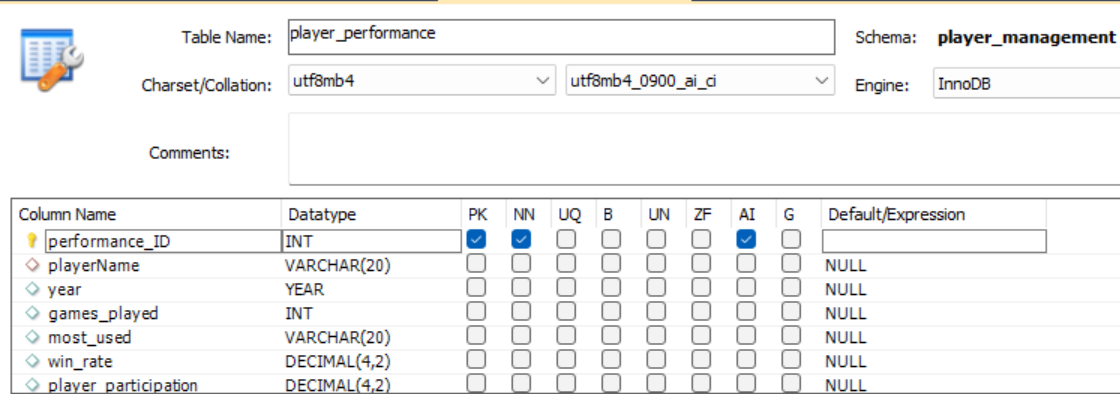 Table Name: player_performance Schema: player_management
Charset/Collation: utf8mb4 utf8mb4_0900_ai_ci Engine: InnoDB
Comments:
Column Name Datatype PK NN UQ B UN ZF AI G Default/Expression
performance_ID INT
playerName VARCHAR(20) NULL
year YEAR NULL
games_played INT NULL
most_used VARCHAR(20) NULL
win_rate DECIMAL(4,2) NULL
player_participation DECIMAL(4,2) NULL